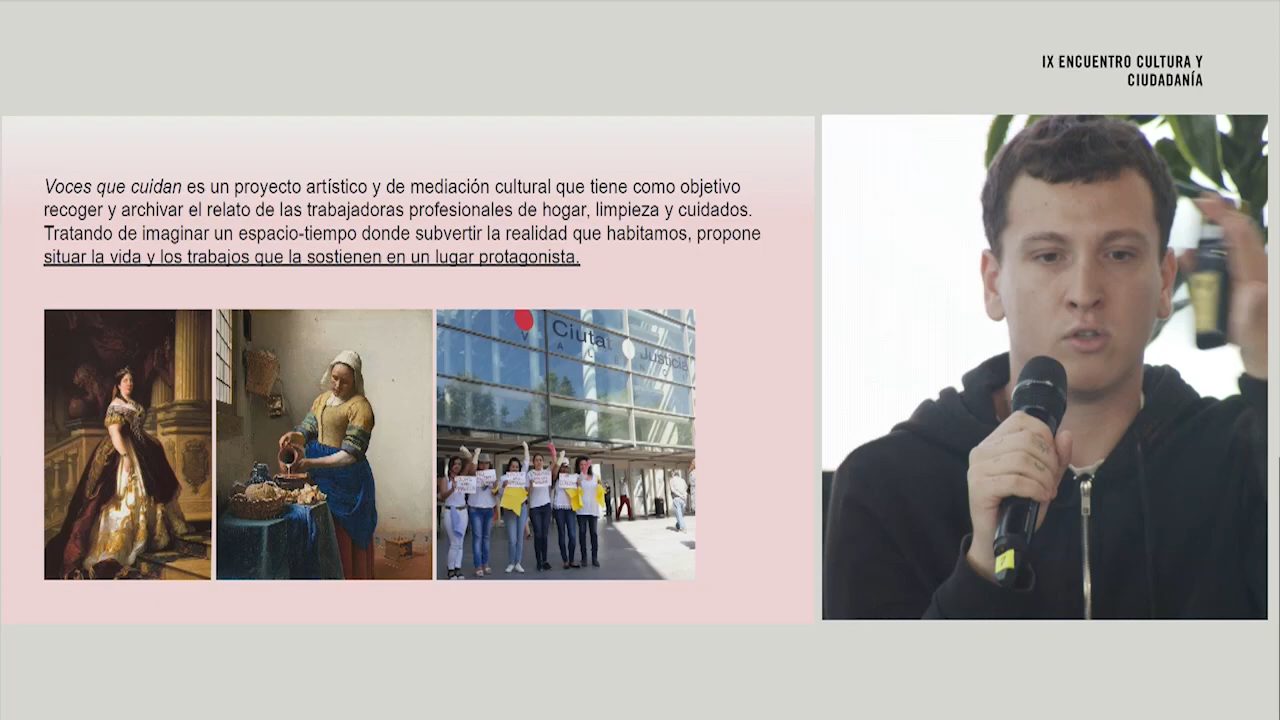 IX ENCUENTRO CULTURA Y
CIUDADANÍA
Voces que cuidan es un proyecto artístico y de mediación cultural que tiene como objetivo
recoger y archivar el relato de las trabajadoras profesionales de hogar, limpieza y cuidados.
Tratando de imaginar un espacio-tiempo donde subvertir la realidad que habitamos, propone
situar la vida y los trabajos que la sostienen en un lugar protagonista.
Ciutat
Justicia